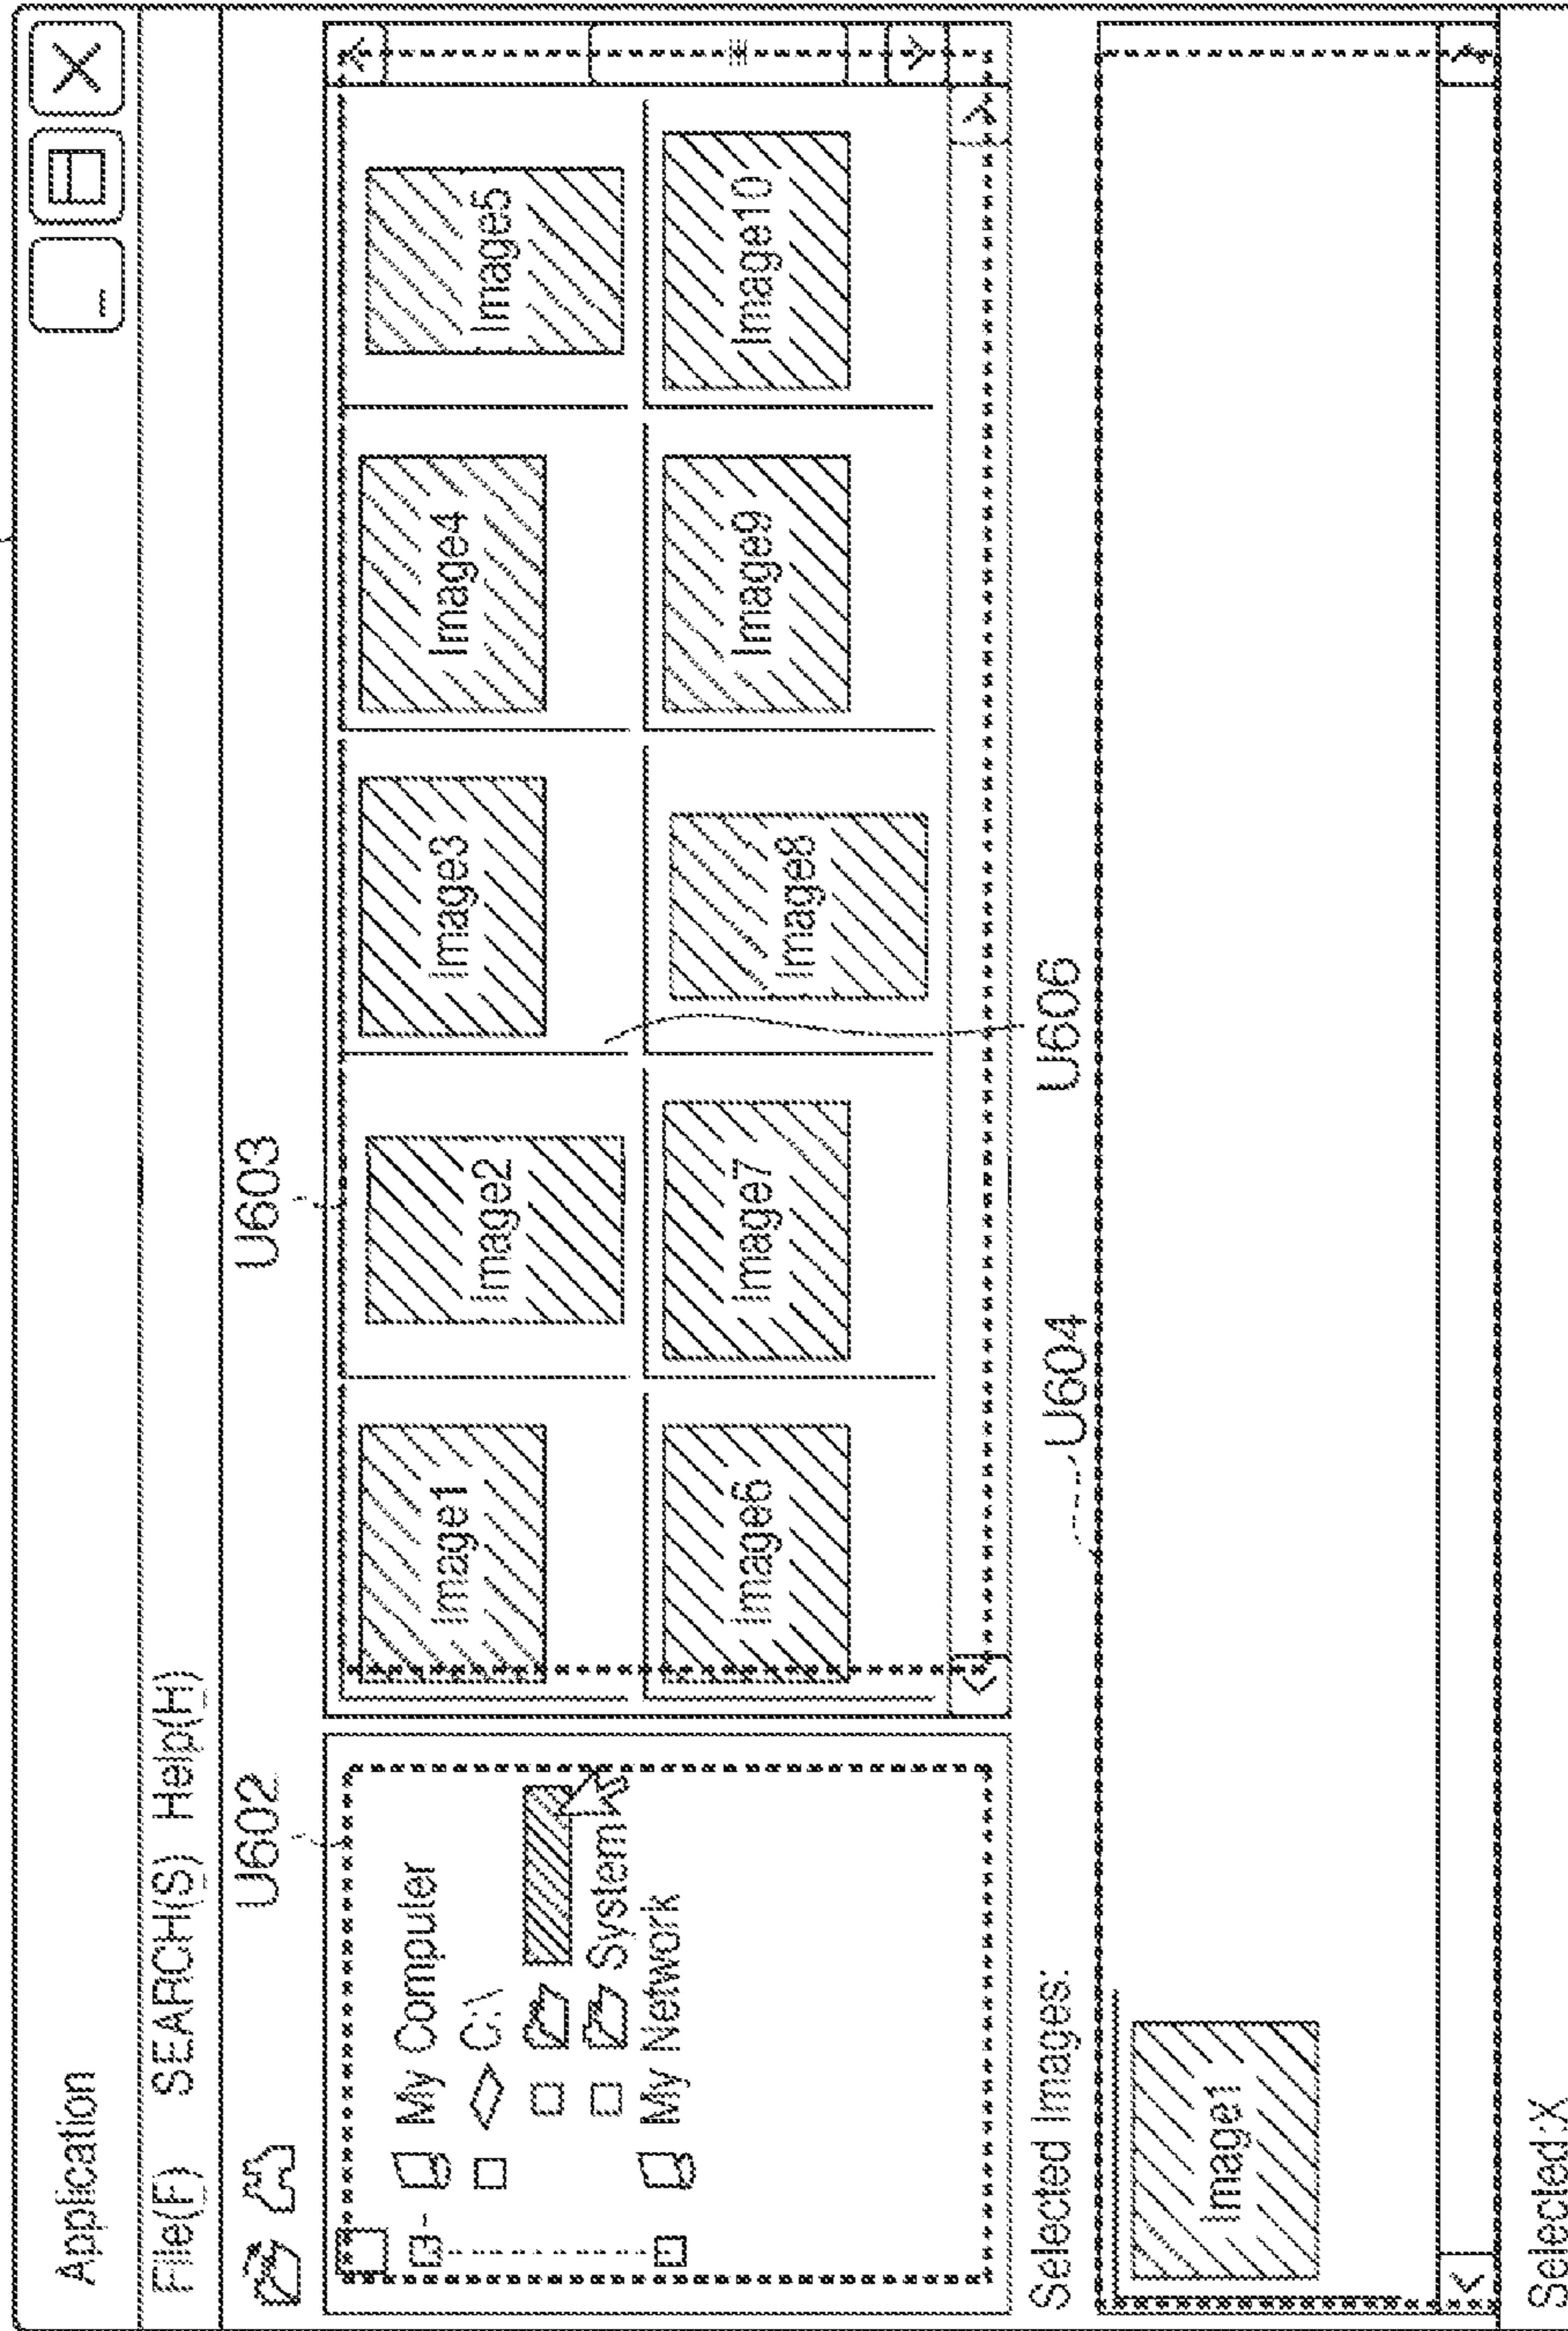 Application
File(F) SEARCH(S) Help(H)
U602
U603
My Computer
C:\
System
My Network
Image1
Image2
Image3
Image4
Image5
Image6
Image7
Image8
Image9
Image10
U606
U604
Selected Images:
Image1
Selected:X